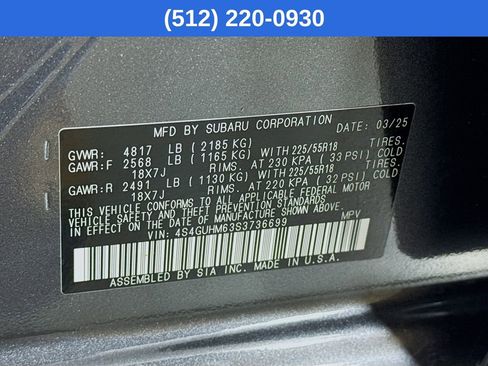 (512) 220-0930
MFD BY SUBARU CORPORATION DATE: 03/25
GVWR: 4817 LB ( 2185 KG)
GAWR:F 2568 LB ( 1165 KG) WITH 225/55R18 TIRES.
18X7J RIMS. AT 230 KPA ( 33 PSI) COLD
GAWR:R 2491 LB ( 1130 KG) WITH 225/55R18 TIRES.
18X7J RIMS. AT 220 KPA ( 32 PSI) COLD
THIS VEHICLE CONFORMS TO ALL APPLICABLE FEDERAL MOTOR
VEHICLE SAFETY AND THEFT PREVENTION STANDARDS
IN EFFECT ON THE DATE OF MANUFACTURE SHOWN ABOVE.
VIN: 4S4GUHM63S3736699 MPV
ASSEMBLED BY SIA INC. MADE IN U.S.A.